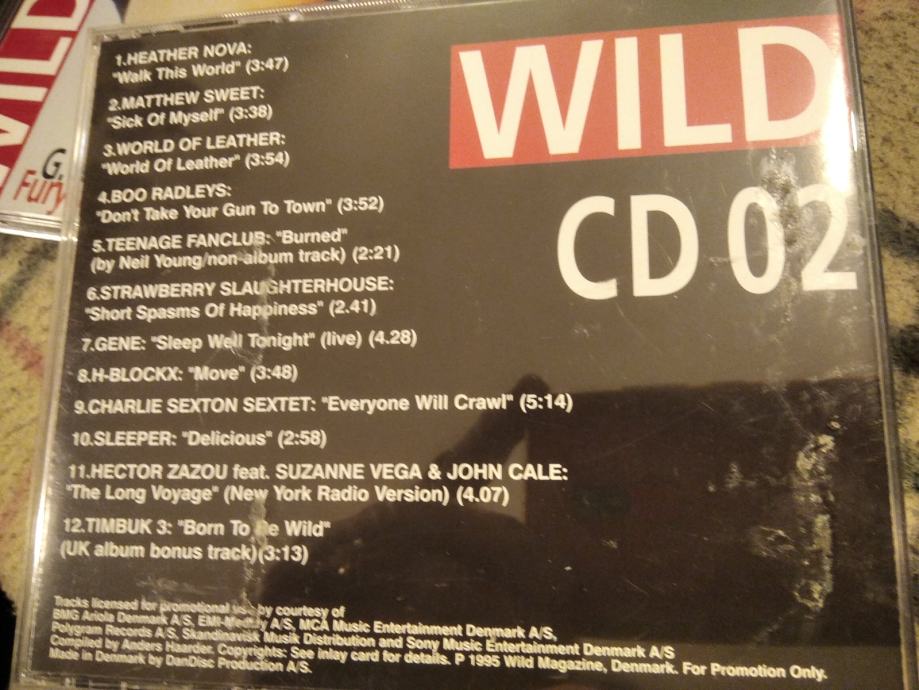 WILD
CD 02
1.HEATHER NOVA:
"Walk This World" (3:47)
2.MATTHEW SWEET:
"Sick Of Myself" (3:38)
3.WORLD OF LEATHER:
"World Of Leather" (3:54)
4.BOO RADLEYS:
"Don't Take Your Gun To Town" (3:52)
5.TEENAGE FANCLUB: "Burned"
(by Neil Young/non-album track) (2:21)
6.STRAWBERRY SLAUGHTERHOUSE:
"Short Spasms Of Happiness" (2.41)
7.GENE: "Sleep Well Tonight" (live) (4.28)
8.H-BLOCKX: "Move" (3:48)
9.CHARLIE SEXTON SEXTET: "Everyone Will Crawl" (5:14)
10.SLEEPER: "Delicious" (2:58)
11.HECTOR ZAZOU feat. SUZANNE VEGA & JOHN CALE:
"The Long Voyage" (New York Radio Version) (4.07)
12.TIMBUK 3: "Born To Be Wild"
(UK album bonus track)(3:13)
Tracks licensed for promotional use by courtesy of
BMG Ariola Denmark A/S, EMI-Medley A/S, MCA Music Entertainment Denmark A/S,
Polygram Records A/S, Skandinavisk Musik Distribution and Sony Music Entertainment Denmark A/S
Compiled by Anders Haarder. Copyrights: See inlay card for details. P 1995 Wild Magazine, Denmark. For Promotion Only.
Made in Denmark by DanDisc Production A/S.
WILD
G.
Fury